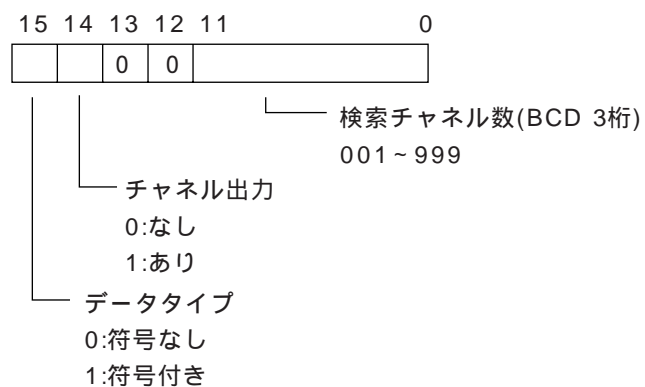 15 14 13 12 11 0
0 0
検索チャネル数(BCD 3桁)
001~999
チャネル出力
0:なし
1:あり
データタイプ
0:符号なし
1:符号付き